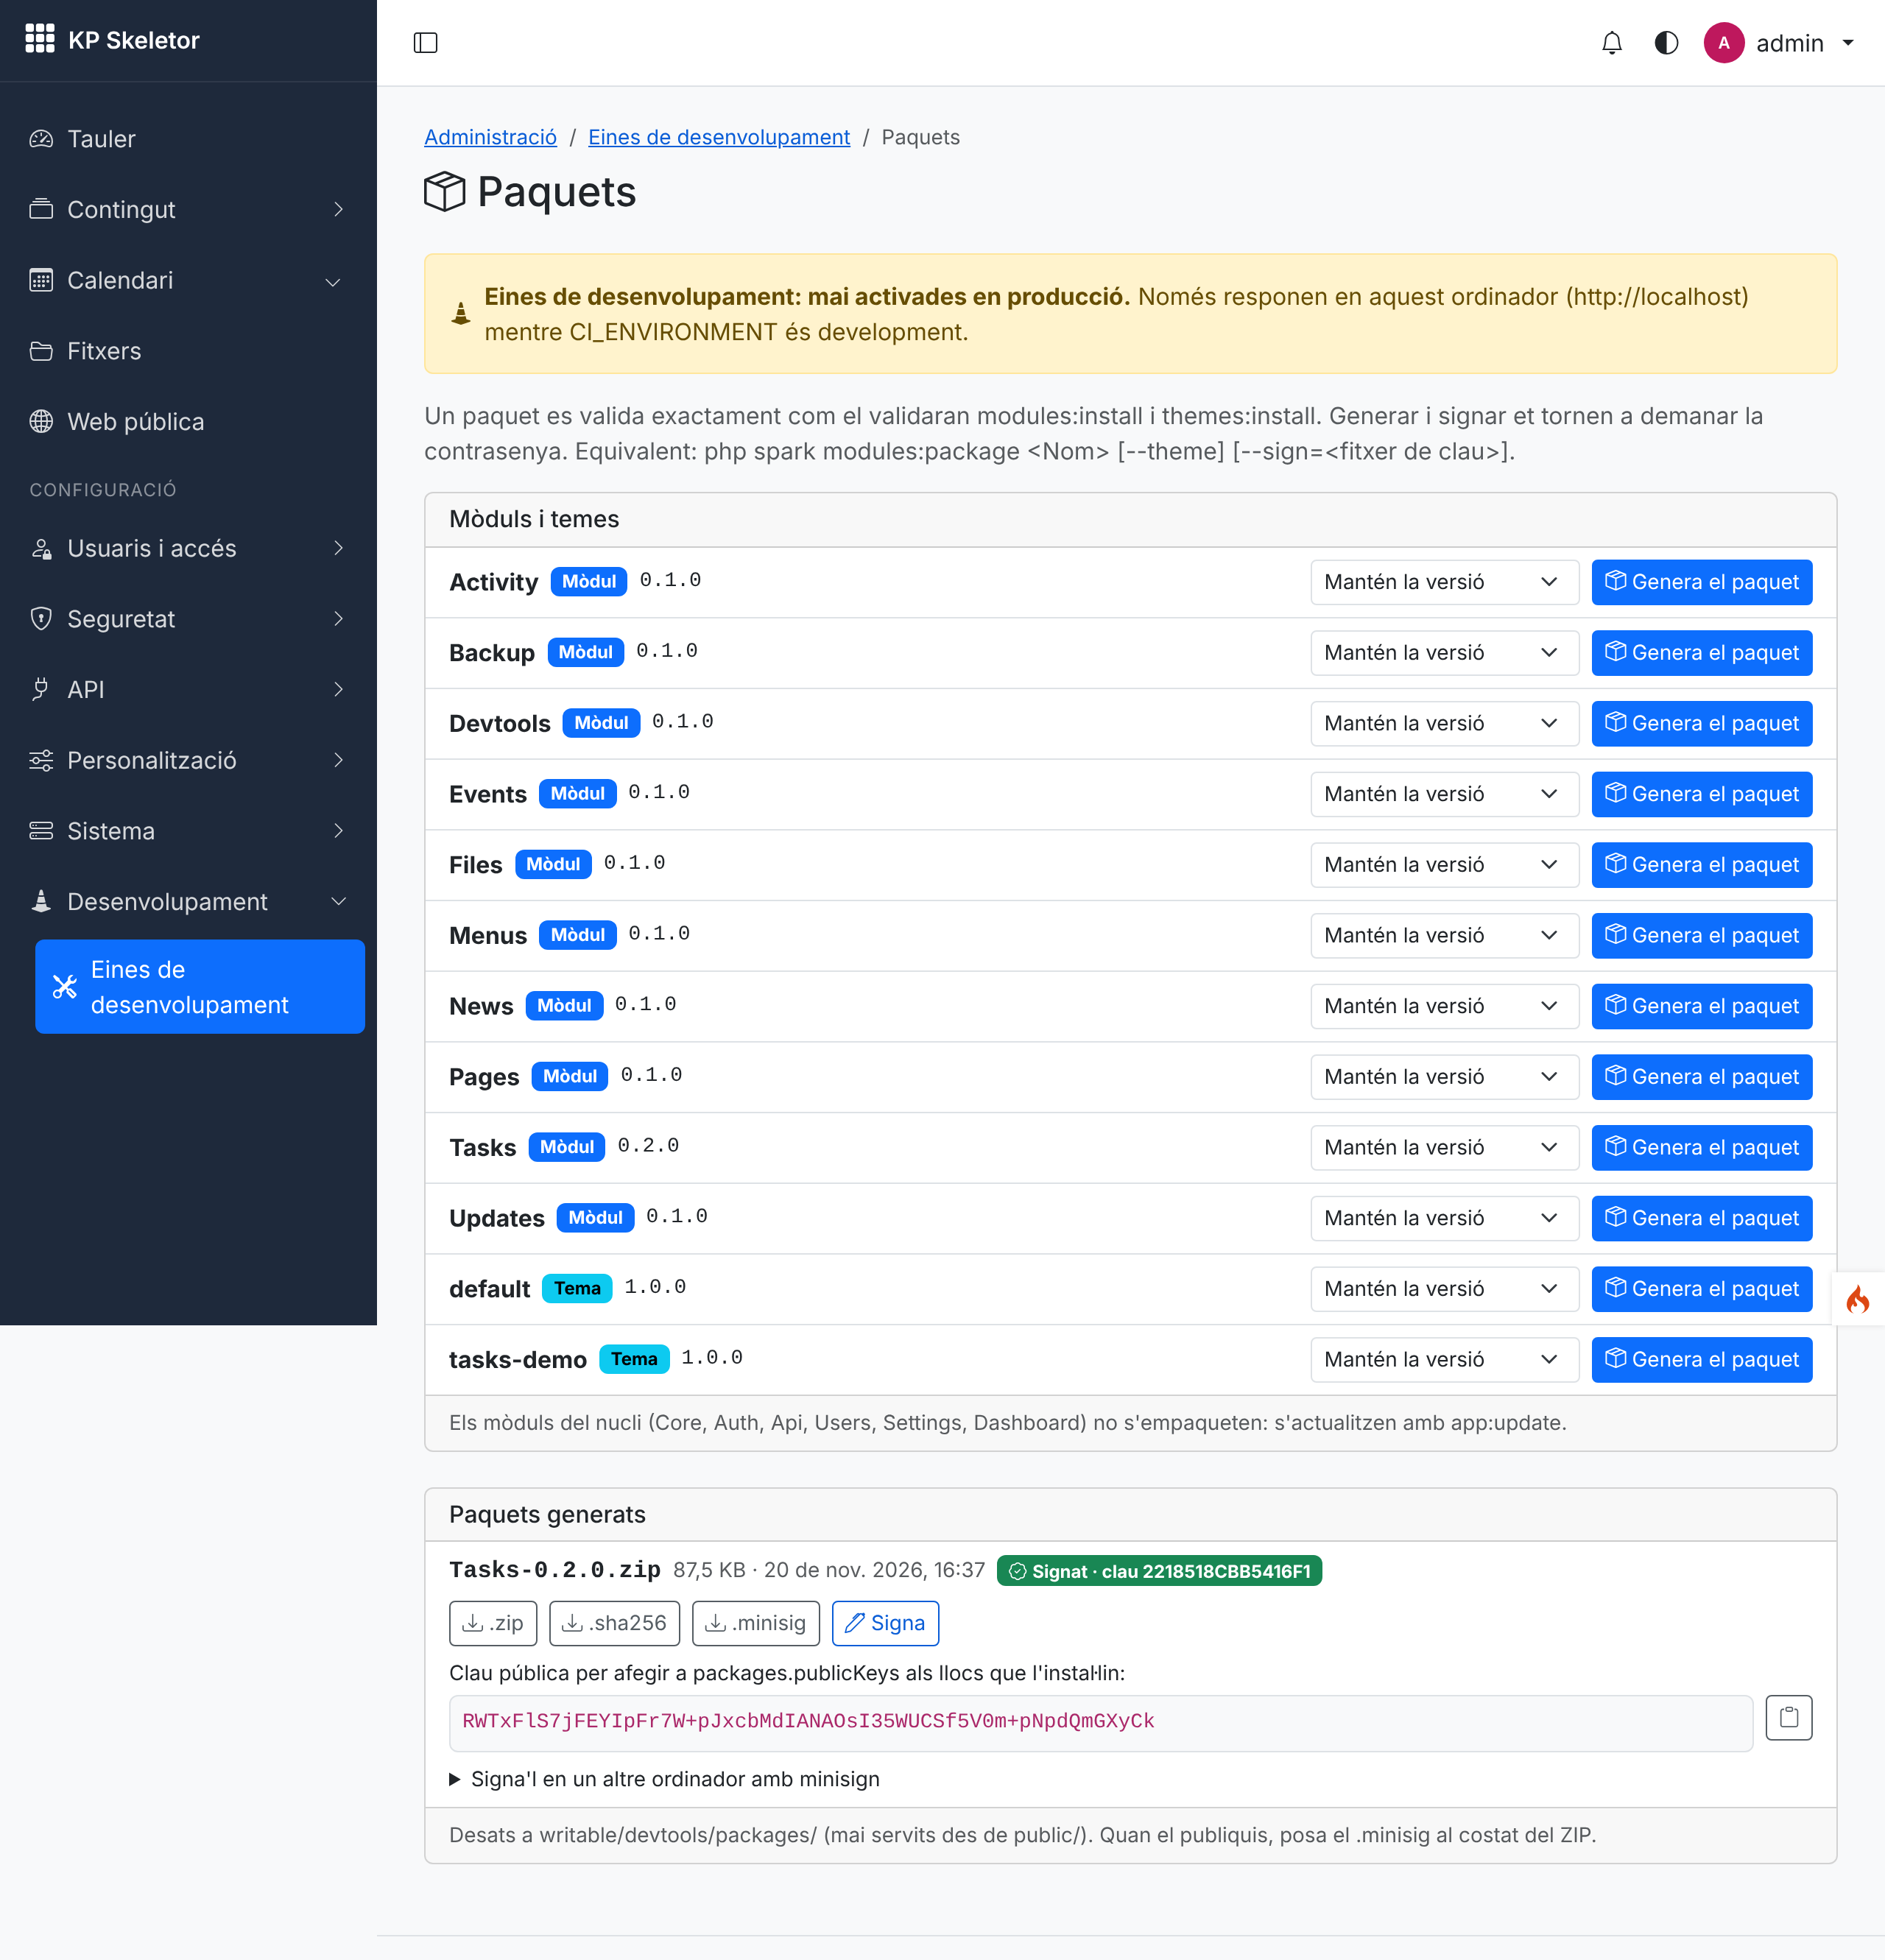 KP Skeletor
A
admin
Tauler
Contingut
Calendari
Fitxers
Web pública
CONFIGURACIÓ
Usuaris i accés
Seguretat
API
Personalització
Sistema
Desenvolupament
Eines de
desenvolupament
Administració / Eines de desenvolupament / Paquets
Paquets
Eines de desenvolupament: mai activades en producció. Només responen en aquest ordinador (http://localhost)
mentre CI_ENVIRONMENT és development.
Un paquet es valida exactament com el validaran modules:install i themes:install. Generar i signar et tornen a demanar la
contrasenya. Equivalent: php spark modules:package <Nom> [--theme] [--sign=<fitxer de clau>].
Mòduls i temes
Activity Mòdul 0.1.0 Mantén la versió Genera el paquet
Backup Mòdul 0.1.0 Mantén la versió Genera el paquet
Devtools Mòdul 0.1.0 Mantén la versió Genera el paquet
Events Mòdul 0.1.0 Mantén la versió Genera el paquet
Files Mòdul 0.1.0 Mantén la versió Genera el paquet
Menus Mòdul 0.1.0 Mantén la versió Genera el paquet
News Mòdul 0.1.0 Mantén la versió Genera el paquet
Pages Mòdul 0.1.0 Mantén la versió Genera el paquet
Tasks Mòdul 0.2.0 Mantén la versió Genera el paquet
Updates Mòdul 0.1.0 Mantén la versió Genera el paquet
default Tema 1.0.0 Mantén la versió Genera el paquet
tasks-demo Tema 1.0.0 Mantén la versió Genera el paquet
Els mòduls del nucli (Core, Auth, Api, Users, Settings, Dashboard) no s'empaqueten: s'actualitzen amb app:update.
Paquets generats
Tasks-0.2.0.zip 87,5 KB · 20 de nov. 2026, 16:37 Signat · clau 2218518CBB5416F1
.zip .sha256 .minisig Signa
Clau pública per afegir a packages.publicKeys als llocs que l'instal·lin:
RWTxFlS7jFEYIpFr7W+pJxcbMdIANAOsI35WUCSf5V0m+pNpdQmGXyCk
Signa'l en un altre ordinador amb minisign
Desats a writable/devtools/packages/ (mai servits des de public/). Quan el publiquis, posa el .minisig al costat del ZIP.